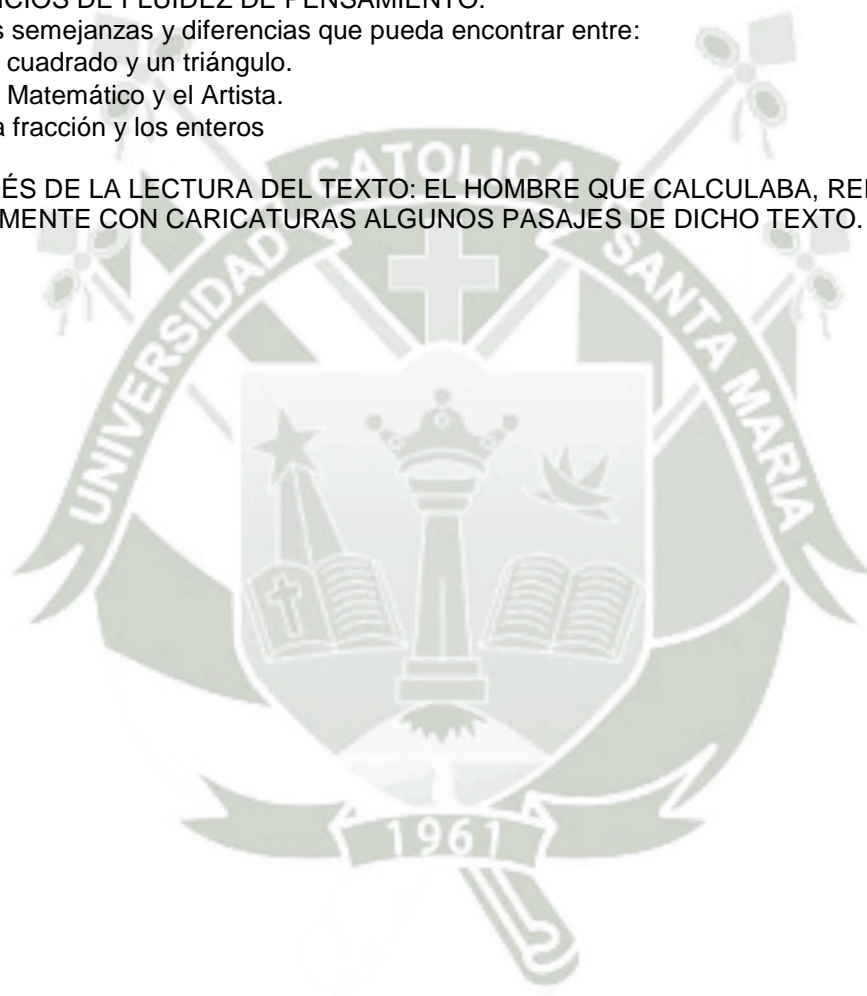 CIOS DE FLUIDEZ DE PENSAMIENTO:
s semejanzas y diferencias que pueda encontrar entre:
cuadrado y un triángulo.
Matemático y el Artista.
a fracción y los enteros
ÉS DE LA LECTURA DEL TEXTO: EL HOMBRE QUE CALCULABA,
MENTE CON CARICATURAS ALGUNOS PASAJES DE DICHO TEXTO.
UNIVERSIDAD CATOLICA SANTA MARIA
1961